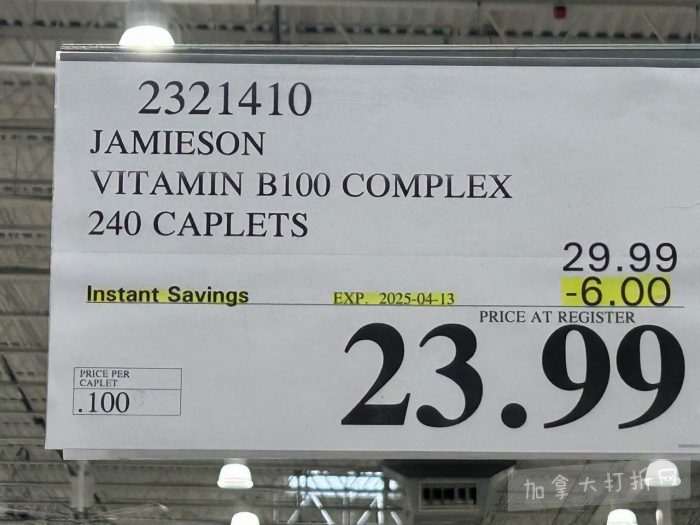 2321410
JAMIESON
VITAMIN B100 COMPLEX
240 CAPLETS
29.99
Instant Savings EXP. 2025-04-13 -6.00
PRICE AT REGISTER
23.99
PRICE PER
CAPLET
.100
加拿大打折网